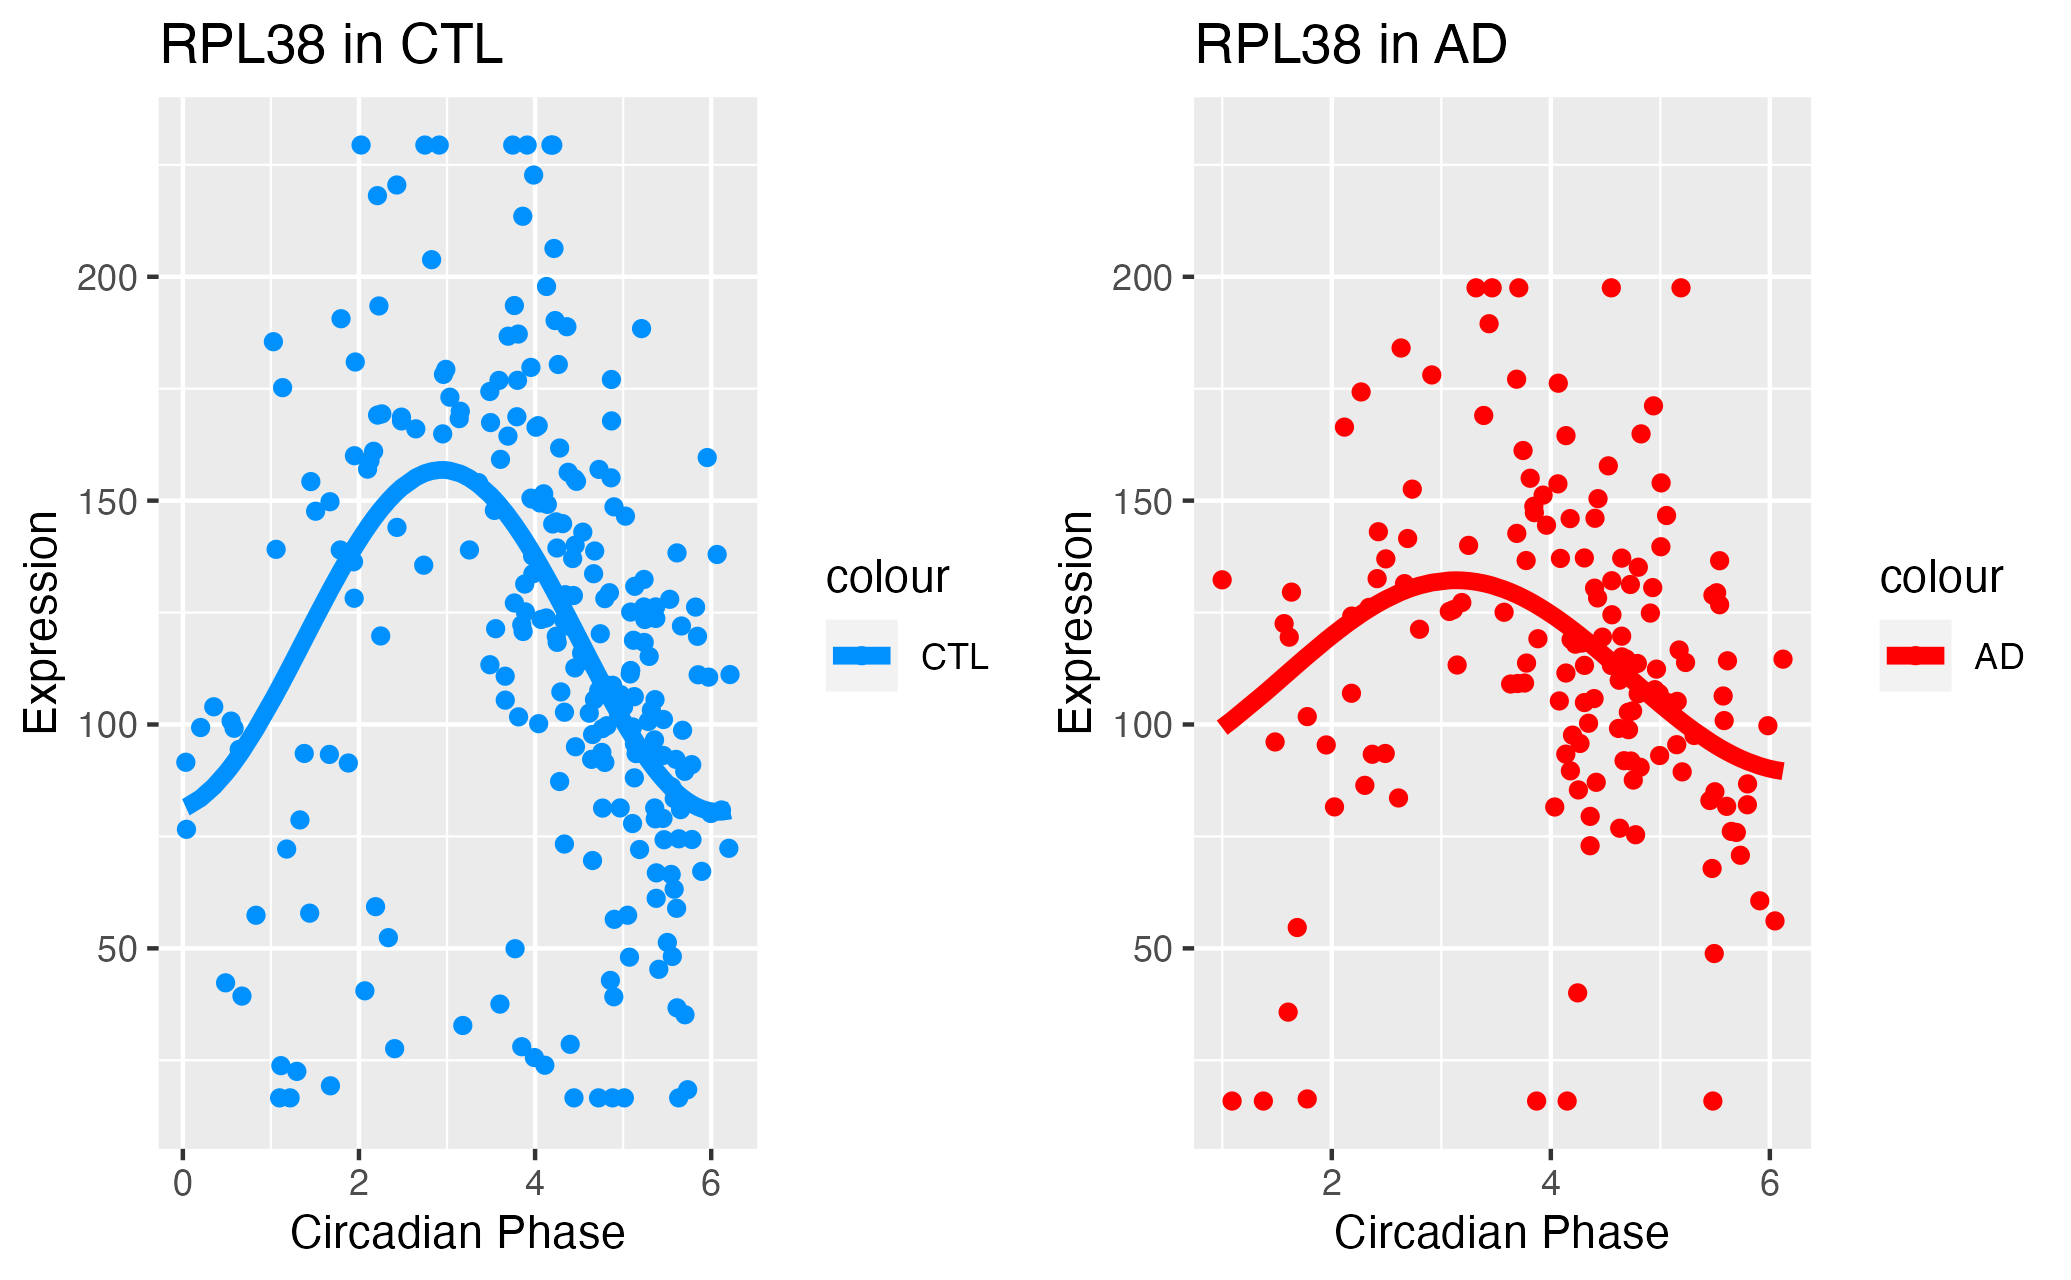 RPL38 in CTL
Expression
200
150
100
50
0 2 4 6
Circadian Phase
colour
CTL
RPL38 in AD
Expression
200
150
100
50
2 4 6
Circadian Phase
colour
AD